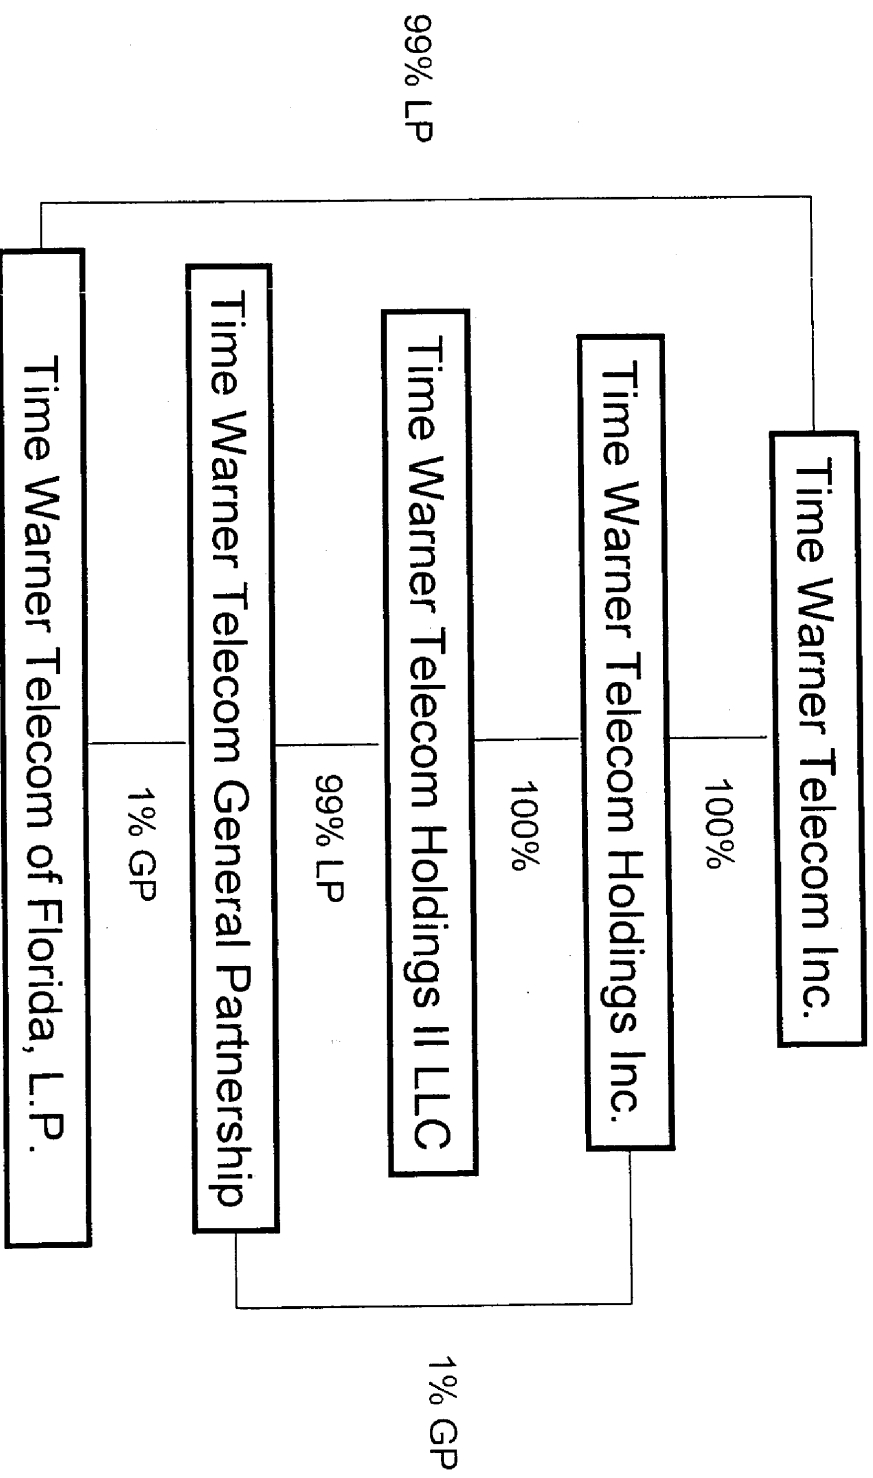 Time Warner Telecom Inc.
100%
Time Warner Telecom Holdings Inc.
100%
Time Warner Telecom Holdings II LLC
99% LP
1% GP
99% LP
Time Warner Telecom General Partnership
1% GP
Time Warner Telecom of Florida, L.P.